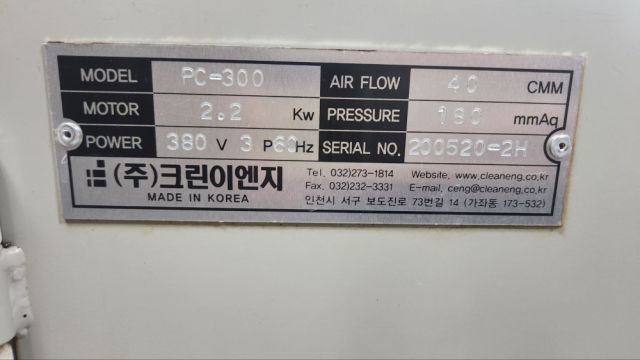 MODEL PC-300 AIR FLOW 40 CMM
MOTOR 2.2 Kw PRESSURE 180 mmAq
POWER 380 V 3 P 60 Hz SERIAL NO. 200520-2H
(주)크린이엔지
MADE IN KOREA
Tel. 032)273-1814 Website. www.cleaneng.co.kr
Fax. 032)232-3331 E-mail. ceng@cleaneng.co.kr
인천시 서구 보도진로 73번길 14 (가좌동 173-532)